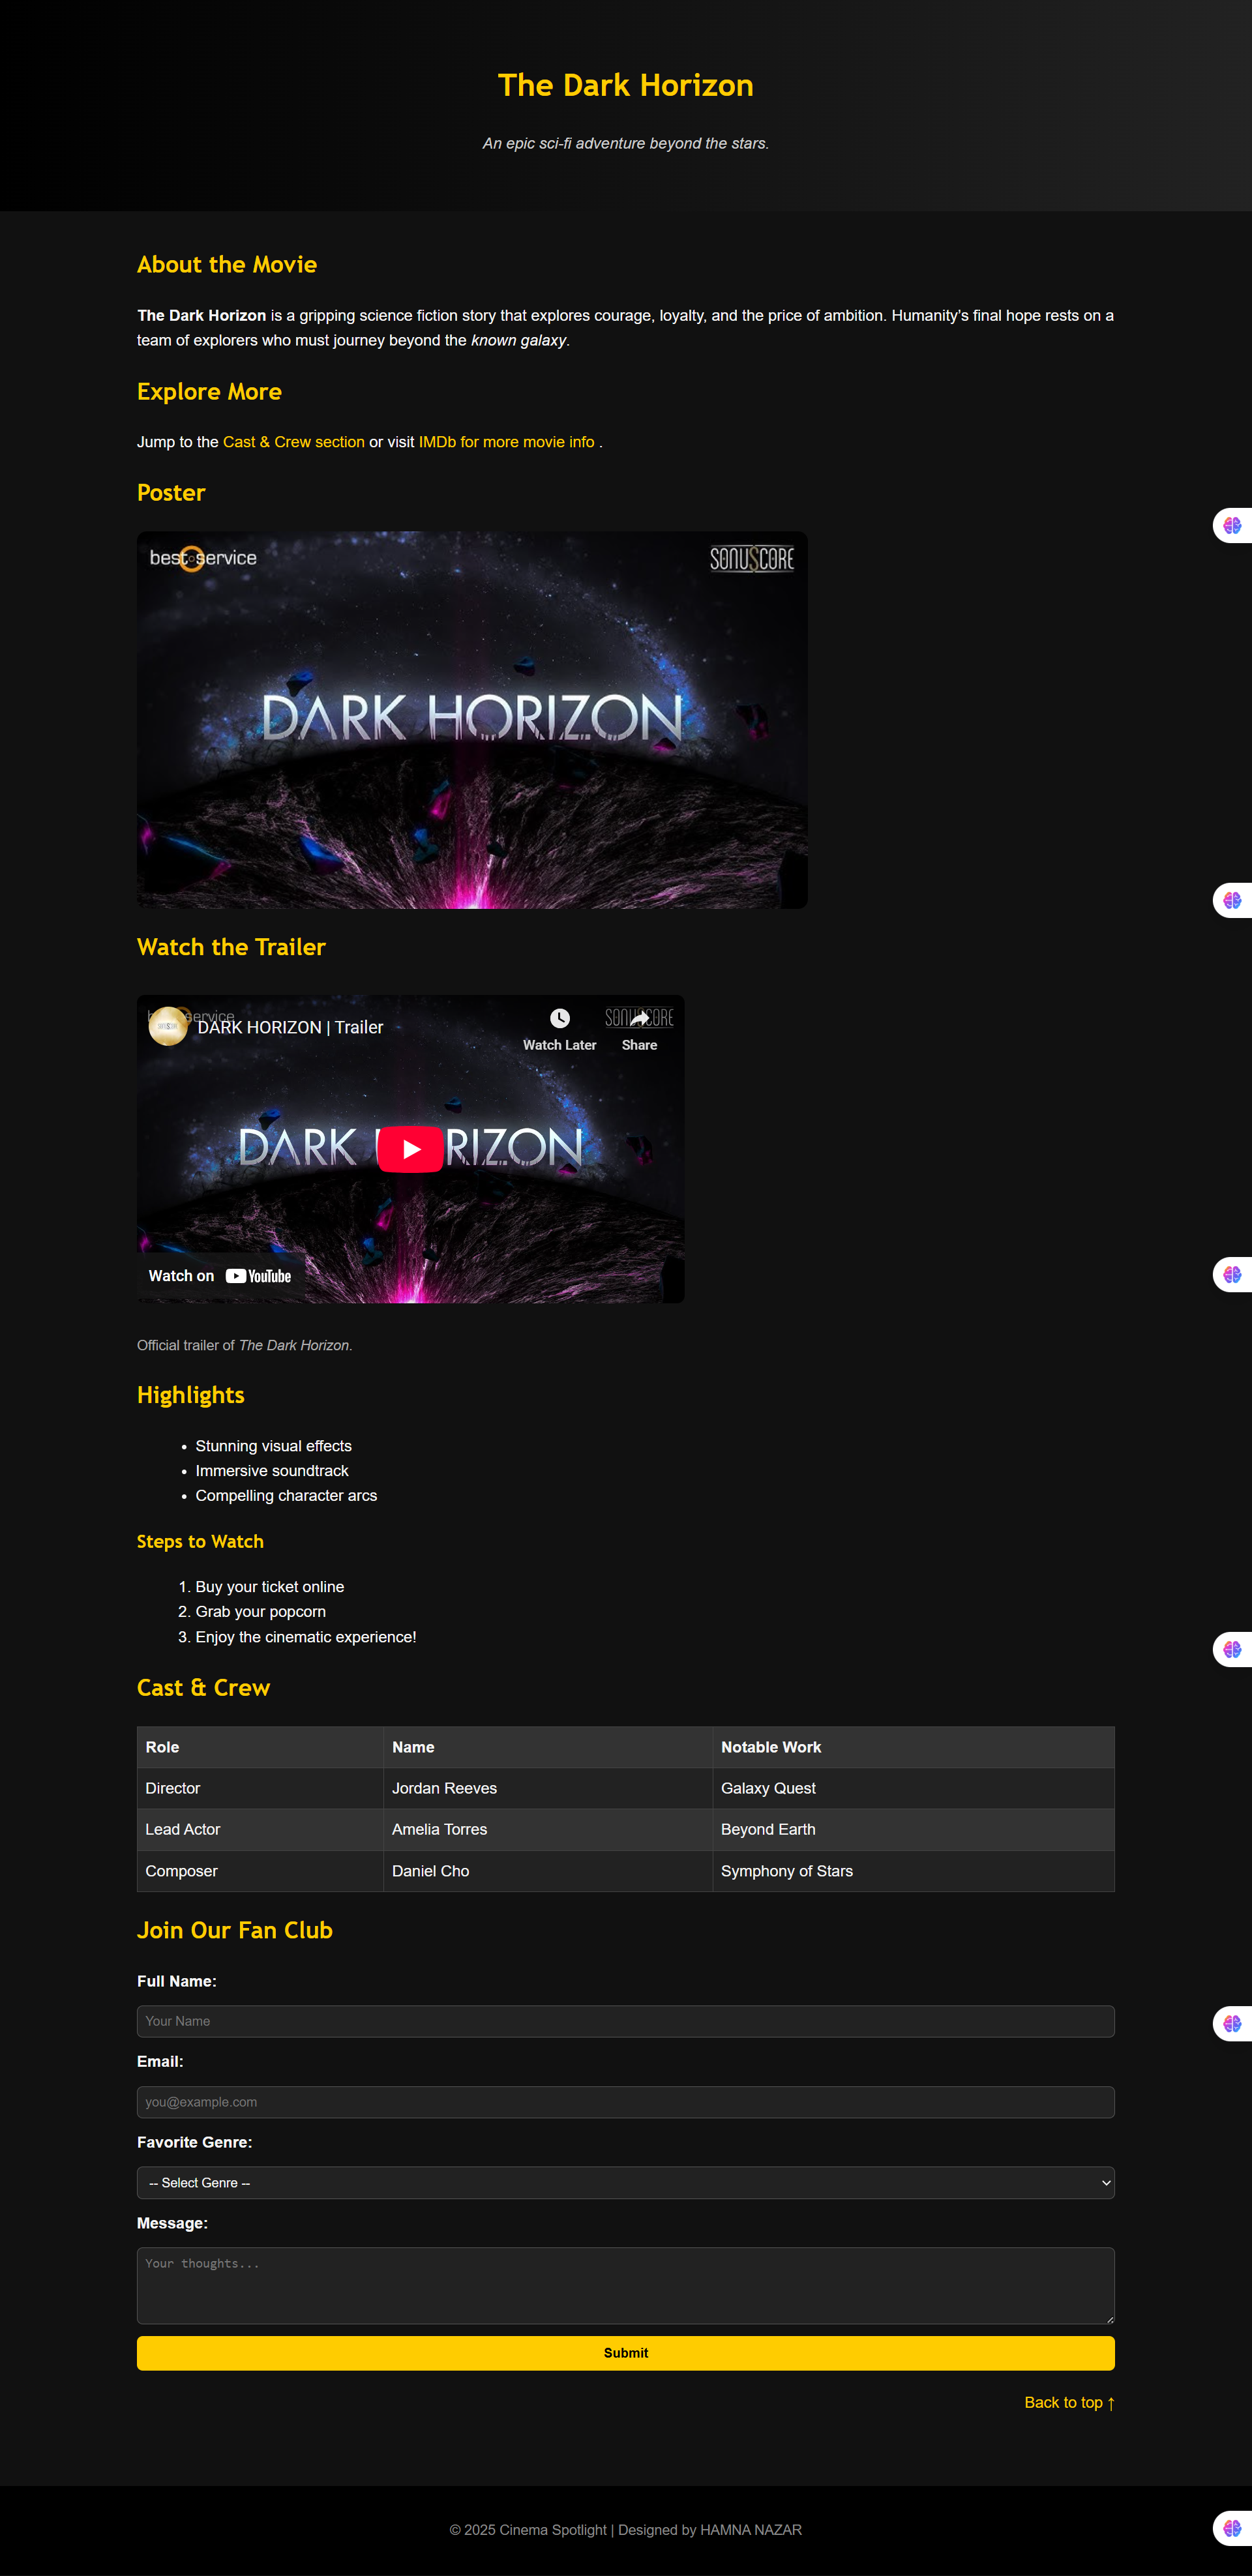 The Dark Horizon
An epic sci-fi adventure beyond the stars.
About the Movie
The Dark Horizon is a gripping science fiction story that explores courage, loyalty, and the price of ambition. Humanity's final hope rests on a
team of explorers who must journey beyond the known galaxy.
Explore More
Jump to the Cast & Crew section or visit IMDb for more movie info .
Poster
best service
SONUSCORE
DARK HORIZON
Watch the Trailer
DARK HORIZON | Trailer
Watch Later
Share
SONUSCORE
DARK HORIZON
Watch on YouTube
Official trailer of The Dark Horizon.
Highlights
• Stunning visual effects
• Immersive soundtrack
• Compelling character arcs
Steps to Watch
1. Buy your ticket online
2. Grab your popcorn
3. Enjoy the cinematic experience!
Cast & Crew
Role Name Notable Work
Director Jordan Reeves Galaxy Quest
Lead Actor Amelia Torres Beyond Earth
Composer Daniel Cho Symphony of Stars
Join Our Fan Club
Full Name:
Your Name
Email:
you@example.com
Favorite Genre:
-- Select Genre --
Message:
Your thoughts...
Submit
Back to top ↑
© 2025 Cinema Spotlight | Designed by HAMNA NAZAR